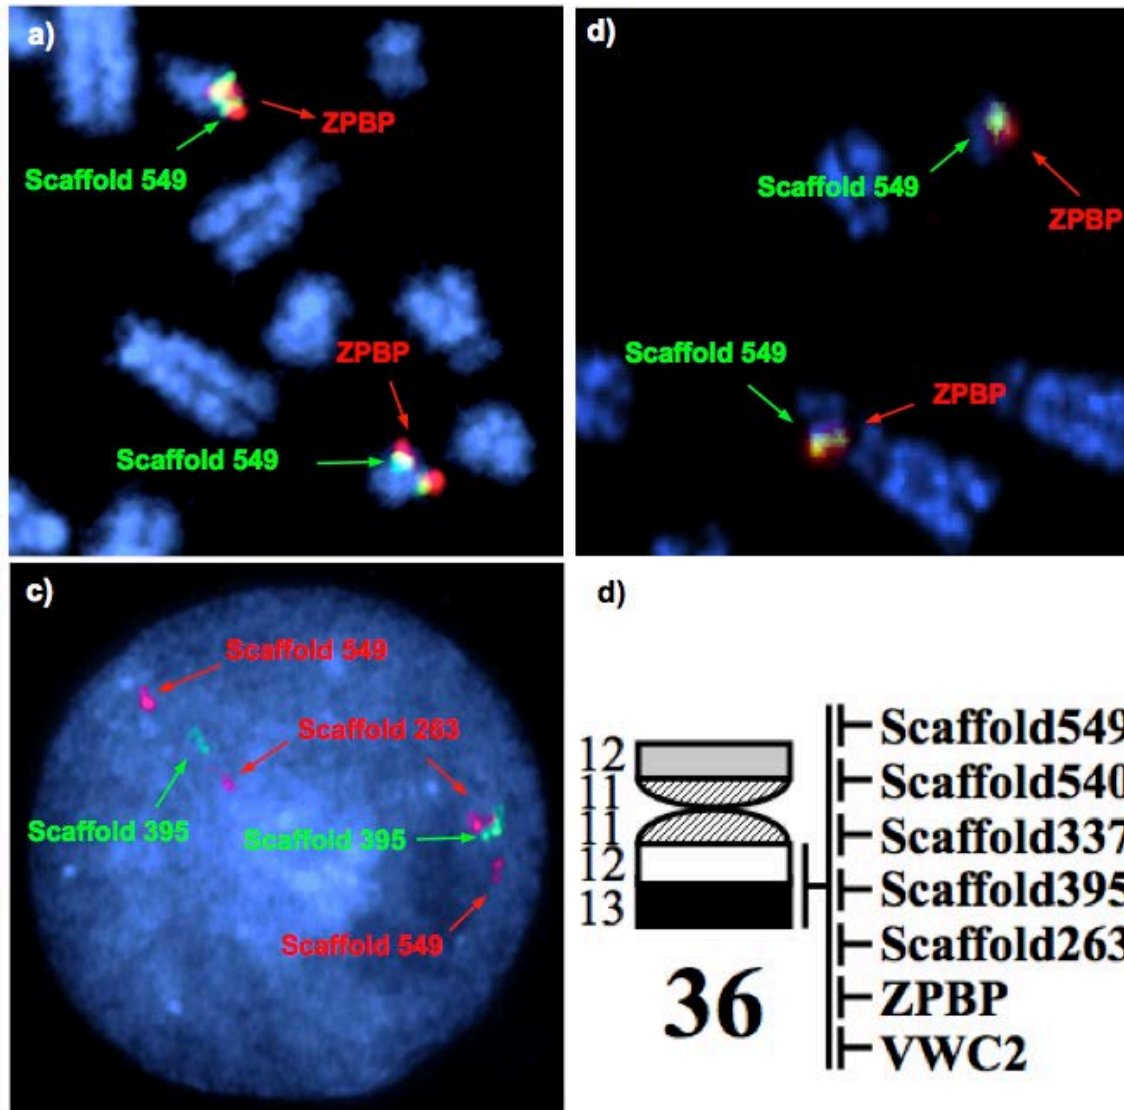 a)
ZPBP
Scaffold 549
ZPBP
Scaffold 549
d)
Scaffold 549
ZPBP
Scaffold 549
ZPBP
c)
Scaffold 549
Scaffold 263
Scaffold 395
Scaffold 395
Scaffold 549
d)
12
11
11
12
13
36
Scaffold549
Scaffold540
Scaffold337
Scaffold395
Scaffold263
ZPBP
VWC2